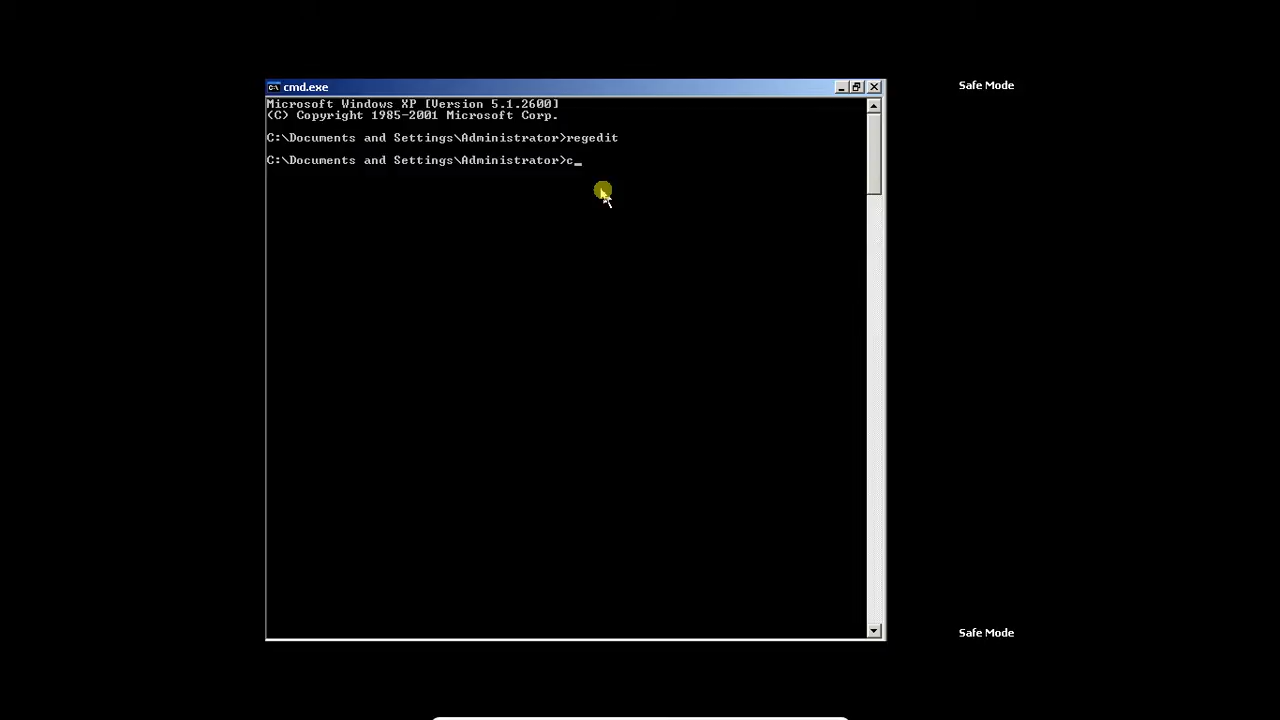 cmd.exe
Safe Mode
Microsoft Windows XP [Version 5.1.2600]
(C) Copyright 1985-2001 Microsoft Corp.
C:\Documents and Settings\Administrator>regedit
C:\Documents and Settings\Administrator>c_
Safe Mode